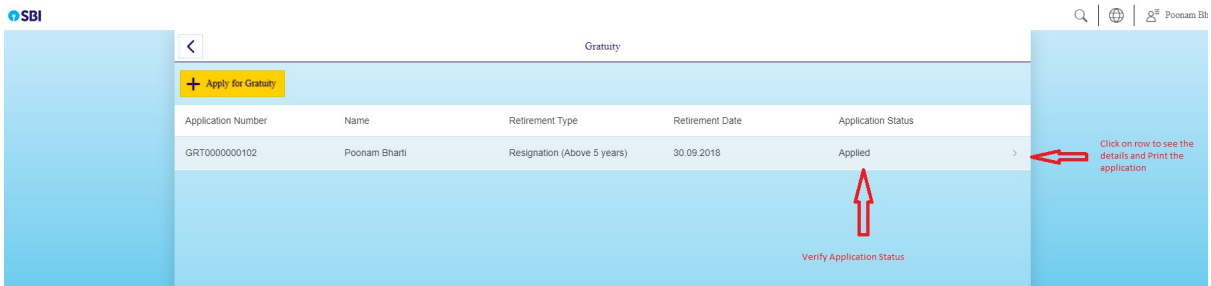 SBI
Poonam Bh
Gratuity
Apply for Gratuity
Application Number Name Retirement Type Retirement Date Application Status
GRT0000000102 Poonam Bharti Resignation (Above 5 years) 30.09.2018 Applied
Click on row to see the
details and Print the
application
Verify Application Status